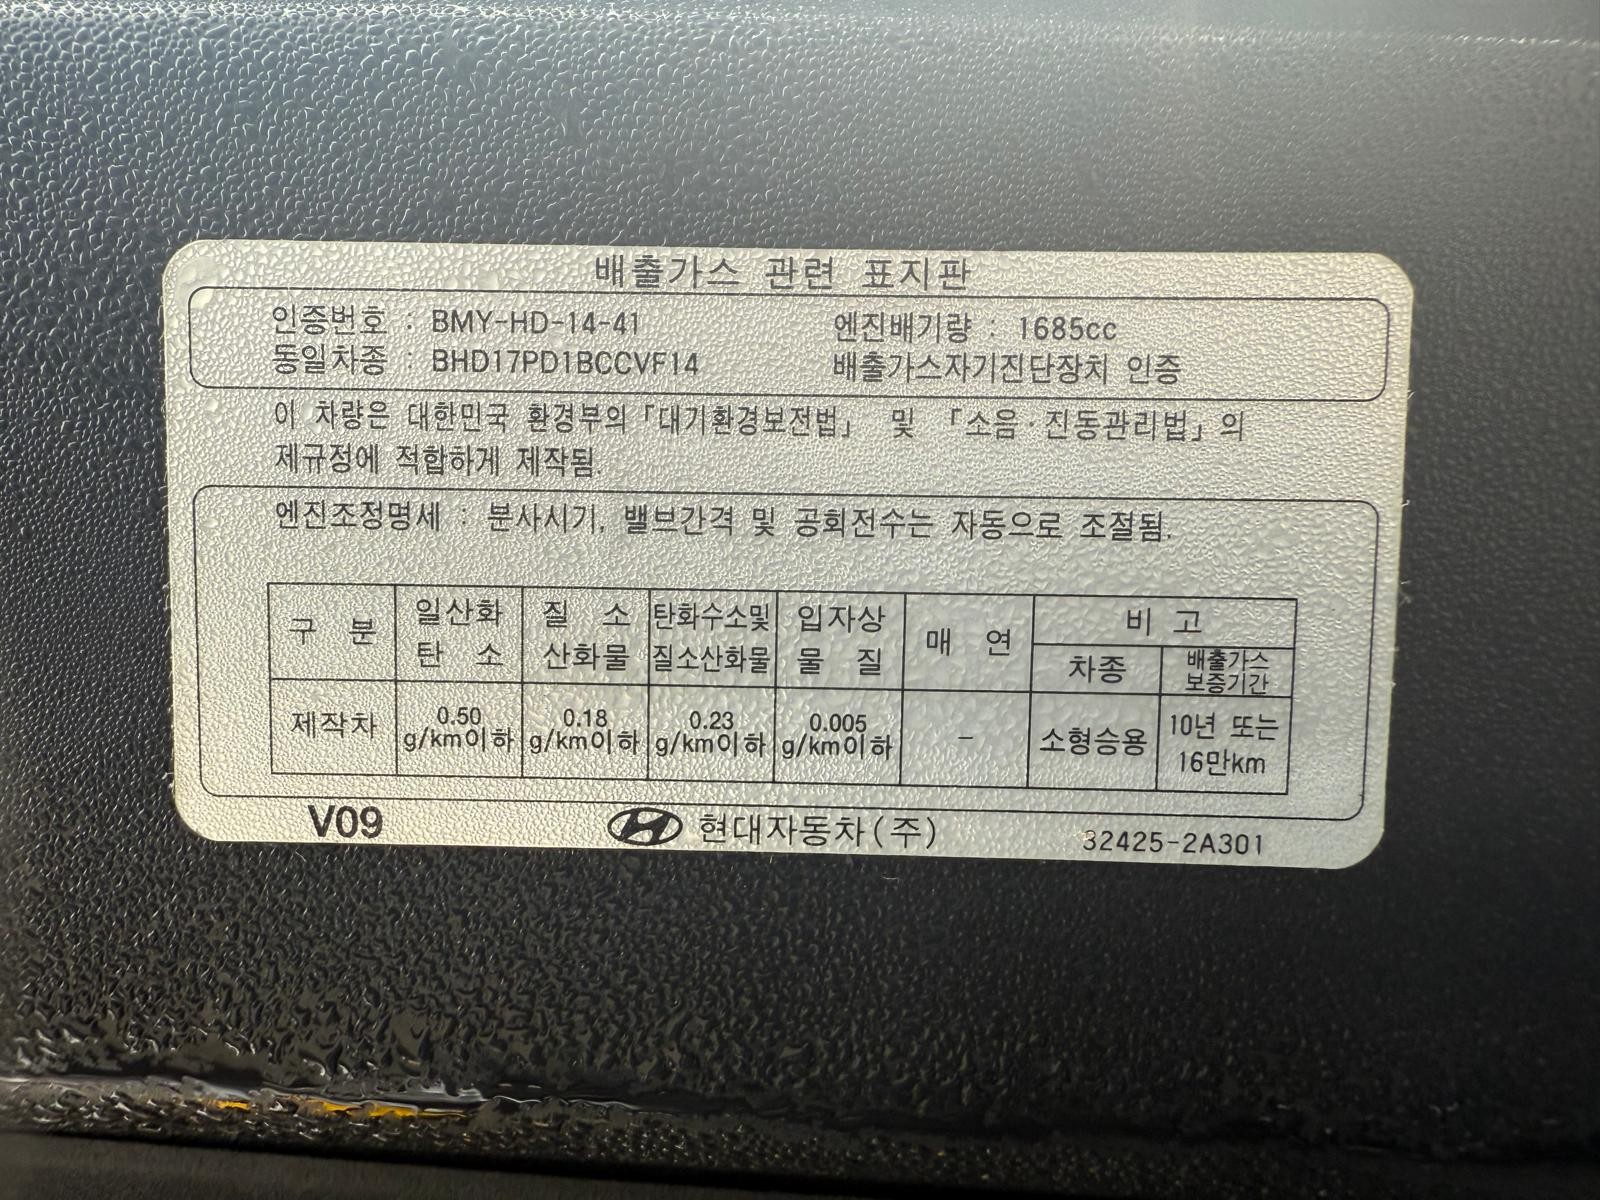 배출가스 관련 표지판
인증번호 : BMY-HD-14-41 엔진배기량 : 1685cc
동일차종 : BHD17PD1BCCVF14 배출가스자기진단장치 인증
이 차량은 대한민국 환경부의 「대기환경보전법」 및 「소음·진동관리법」의
제규정에 적합하게 제작됨.
엔진조정명세 : 분사시기, 밸브간격 및 공회전수는 자동으로 조절됨.
구 분 일산화 질 소 탄화수소및 입자상 매 연 비 고
탄 소 산화물 질소산화물 물 질 차종 배출가스
보증기간
제작차 0.50 0.18 0.23 0.005 – 소형승용 10년 또는
g/km이하 g/km이하 g/km이하 g/km이하 16만km
V09 현대자동차(주) 32425-2A301